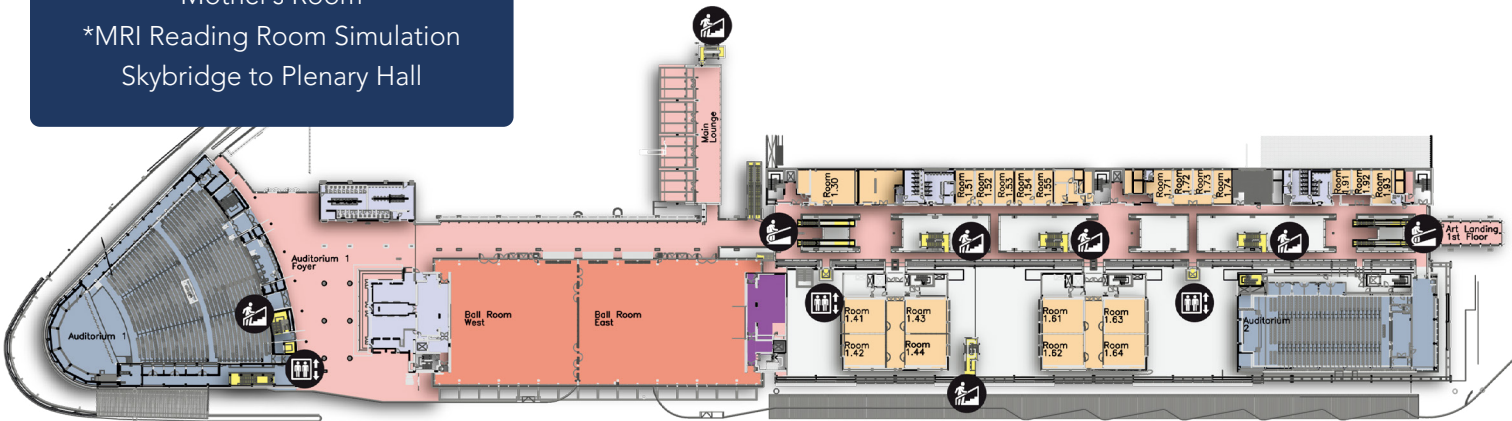 Mother's Room
*MRI Reading Room Simulation
Skybridge to Plenary Hall
Main
Lounge
Room
1.30
Room
1.51
Room
1.52
Room
1.53
Room
1.54
Room
1.55
Room
1.71
Room
1.72
Room
1.73
Room
1.74
Room
1.91
Room
1.92
Room
1.93
Art Landing
1st Floor
Auditorium 1
Foyer
Auditorium 1
Ball Room
West
Ball Room
East
Room
1.41
Room
1.43
Room
1.42
Room
1.44
Room
1.61
Room
1.63
Room
1.62
Room
1.64
Auditorium
2